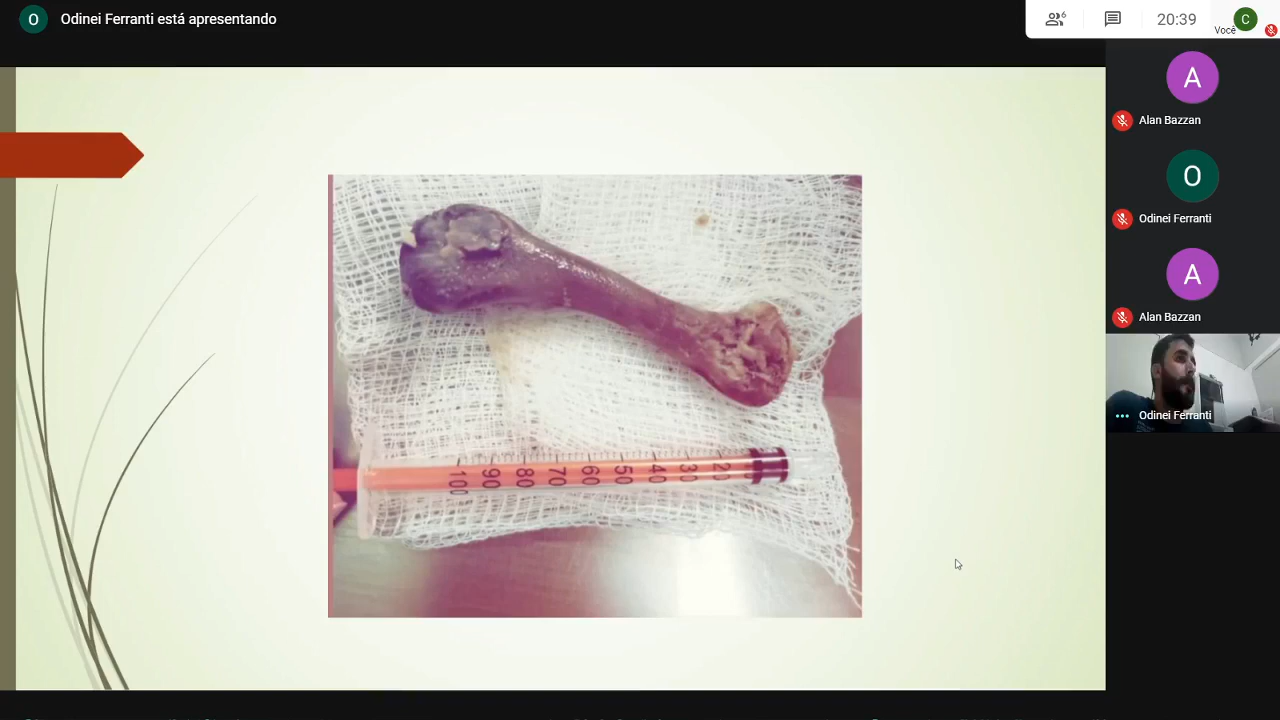 O
Odinei Ferranti está apresentando
6
20:39
Você
C
A
Alan Bazzan
O
Odinei Ferranti
A
Alan Bazzan
Odinei Ferranti
100
90
80
70
60
50
40
30
20